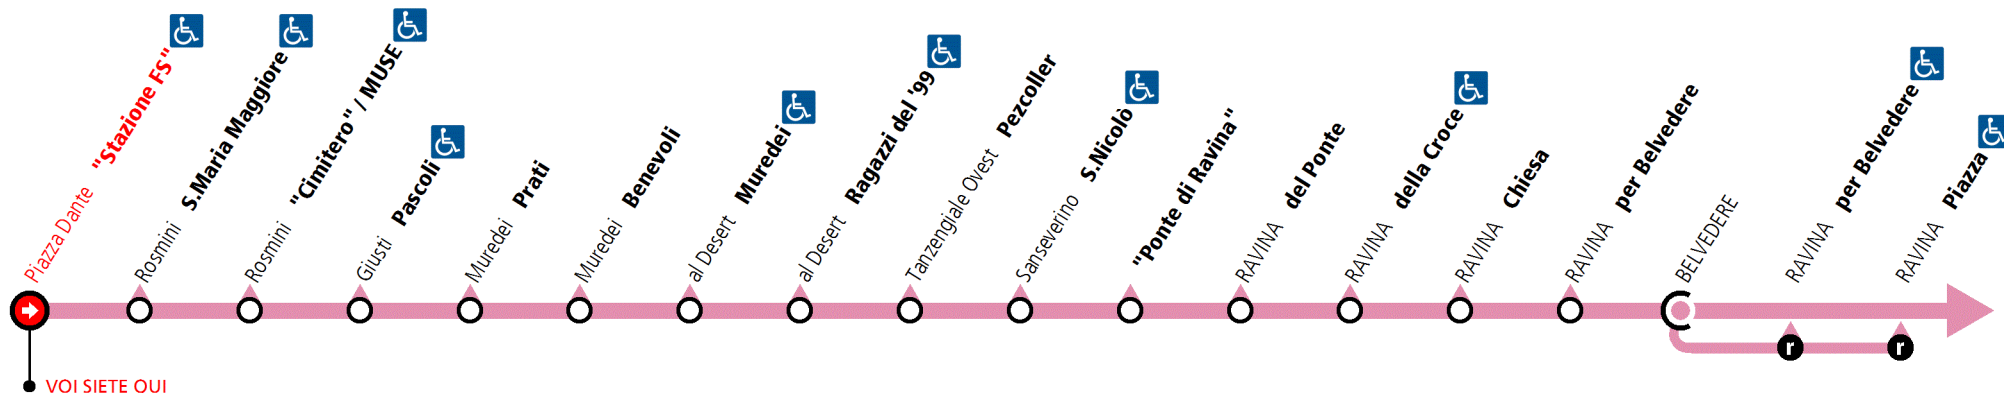 Piazza Dante "Stazione FS"
Rosmini S.Maria Maggiore
Rosmini "Cimitero" / MUSE
Giusti Pascoli
Muredei Prati
Muredei Benevoli
al Desert Muredei
al Desert Ragazzi del '99
Tanzengiale Ovest Pezcoller
Sanseverino S.Nicolò
"Ponte di Ravina"
RAVINA del Ponte
RAVINA della Croce
RAVINA Chiesa
RAVINA per Belvedere
BELVEDERE
RAVINA per Belvedere
RAVINA Piazza
r
r
VOI SIETE QUI